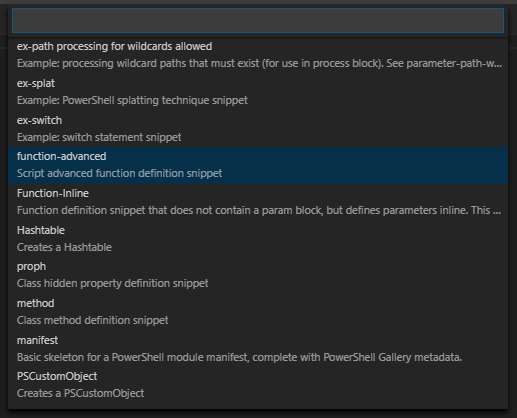 ex-path processing for wildcards allowed
Example: processing wildcard paths that must exist (for use in process block). See parameter-path-w...
ex-splat
Example: PowerShell splatting technique snippet
ex-switch
Example: switch statement snippet
function-advanced
Script advanced function definition snippet
Function-Inline
Function definition snippet that does not contain a param block, but defines parameters inline. This ...
Hashtable
Creates a Hashtable
proph
Class hidden property definition snippet
method
Class method definition snippet
manifest
Basic skeleton for a PowerShell module manifest, complete with PowerShell Gallery metadata.
PSCustomObject
Creates a PSCustomObject